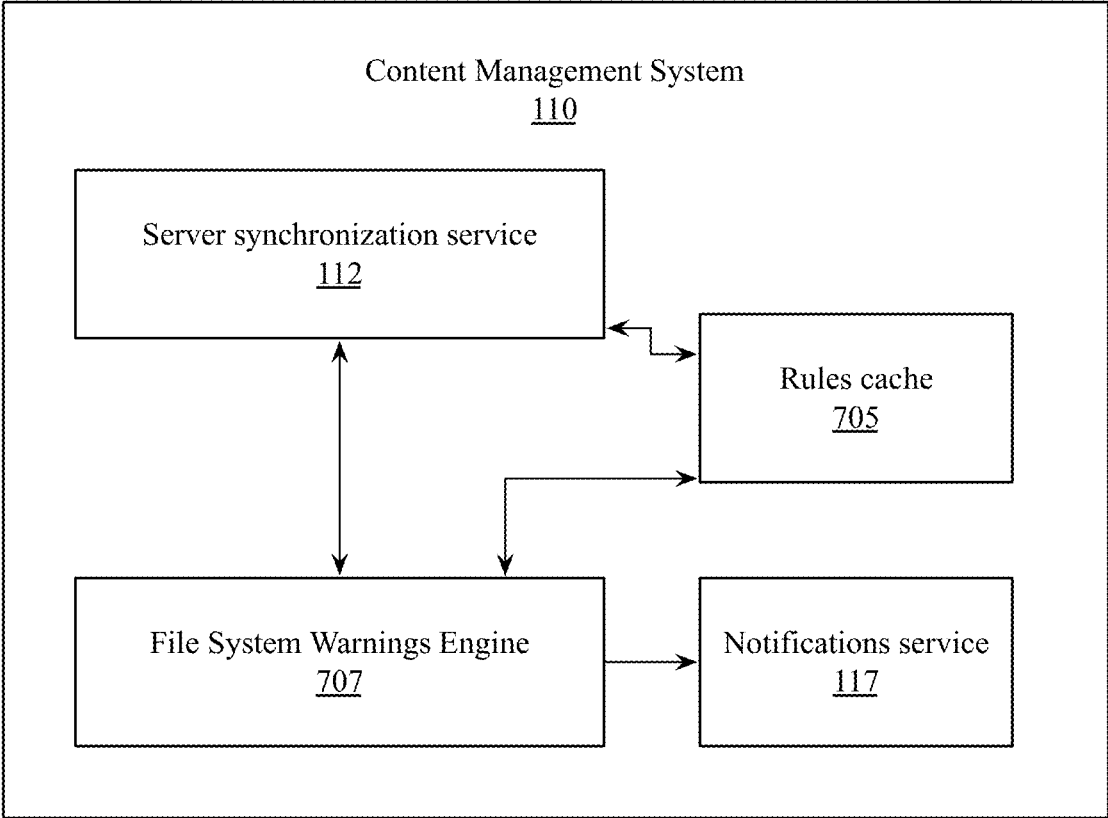 Content Management System
110
Server synchronization service
112
Rules cache
705
File System Warnings Engine
707
Notifications service
117